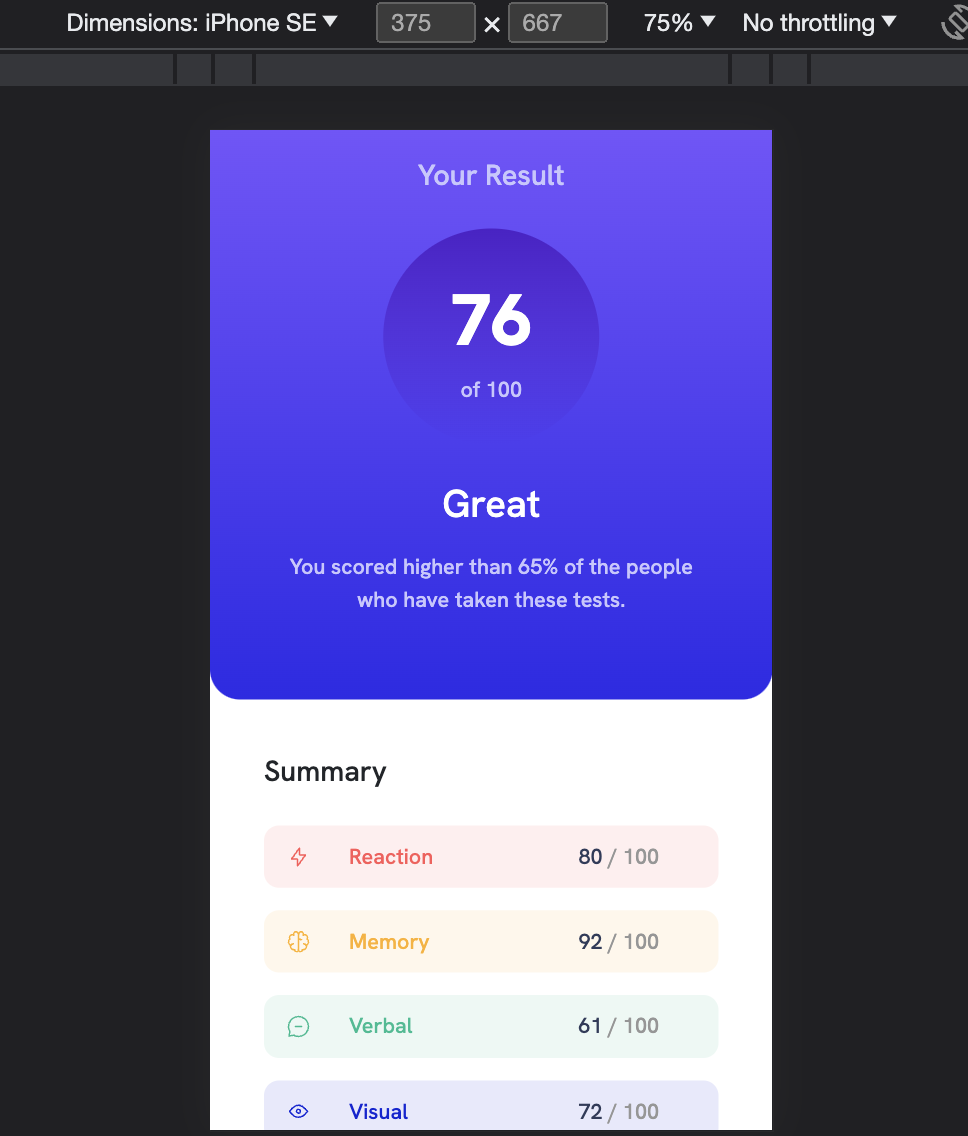 Dimensions: iPhone SE ▼ 375 × 667 75% ▼ No throttling ▼
Your Result
76
of 100
Great
You scored higher than 65% of the people
who have taken these tests.
Summary
Reaction 80 / 100
Memory 92 / 100
Verbal 61 / 100
Visual 72 / 100